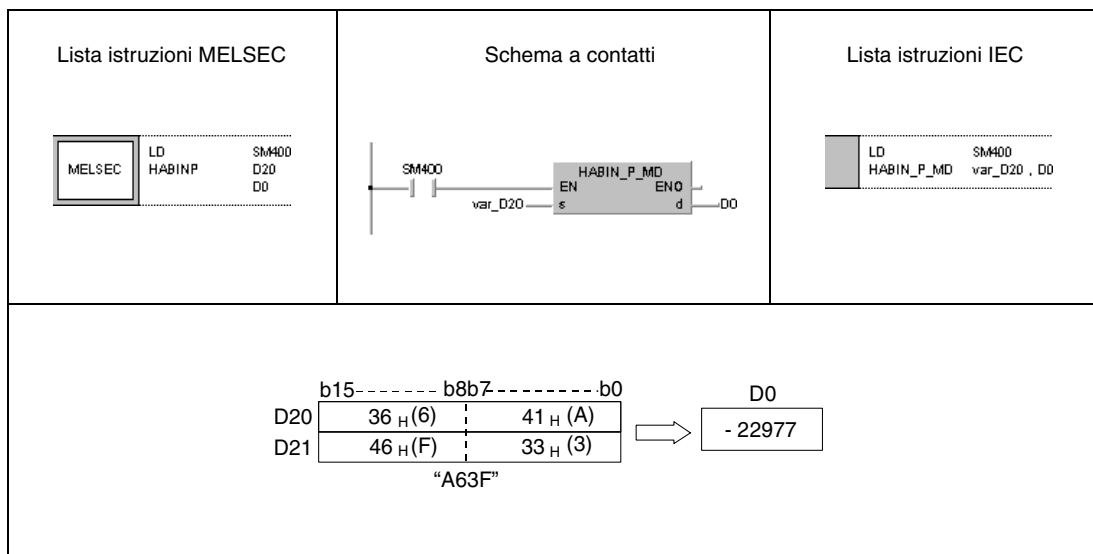 Lista istruzioni MELSEC
Schema a contatti
Lista istruzioni IEC
MELSEC
LD SM400
HABINP D20
D0
SM400
HABIN_P_MD
EN ENO
var_D20 s d D0
LD SM400
HABIN_P_MD var_D20 , D0
b15 b8b7 b0
D0
D20 36 H (6) 41 H (A)
- 22977
D21 46 H (F) 33 H (3)
“A63F”